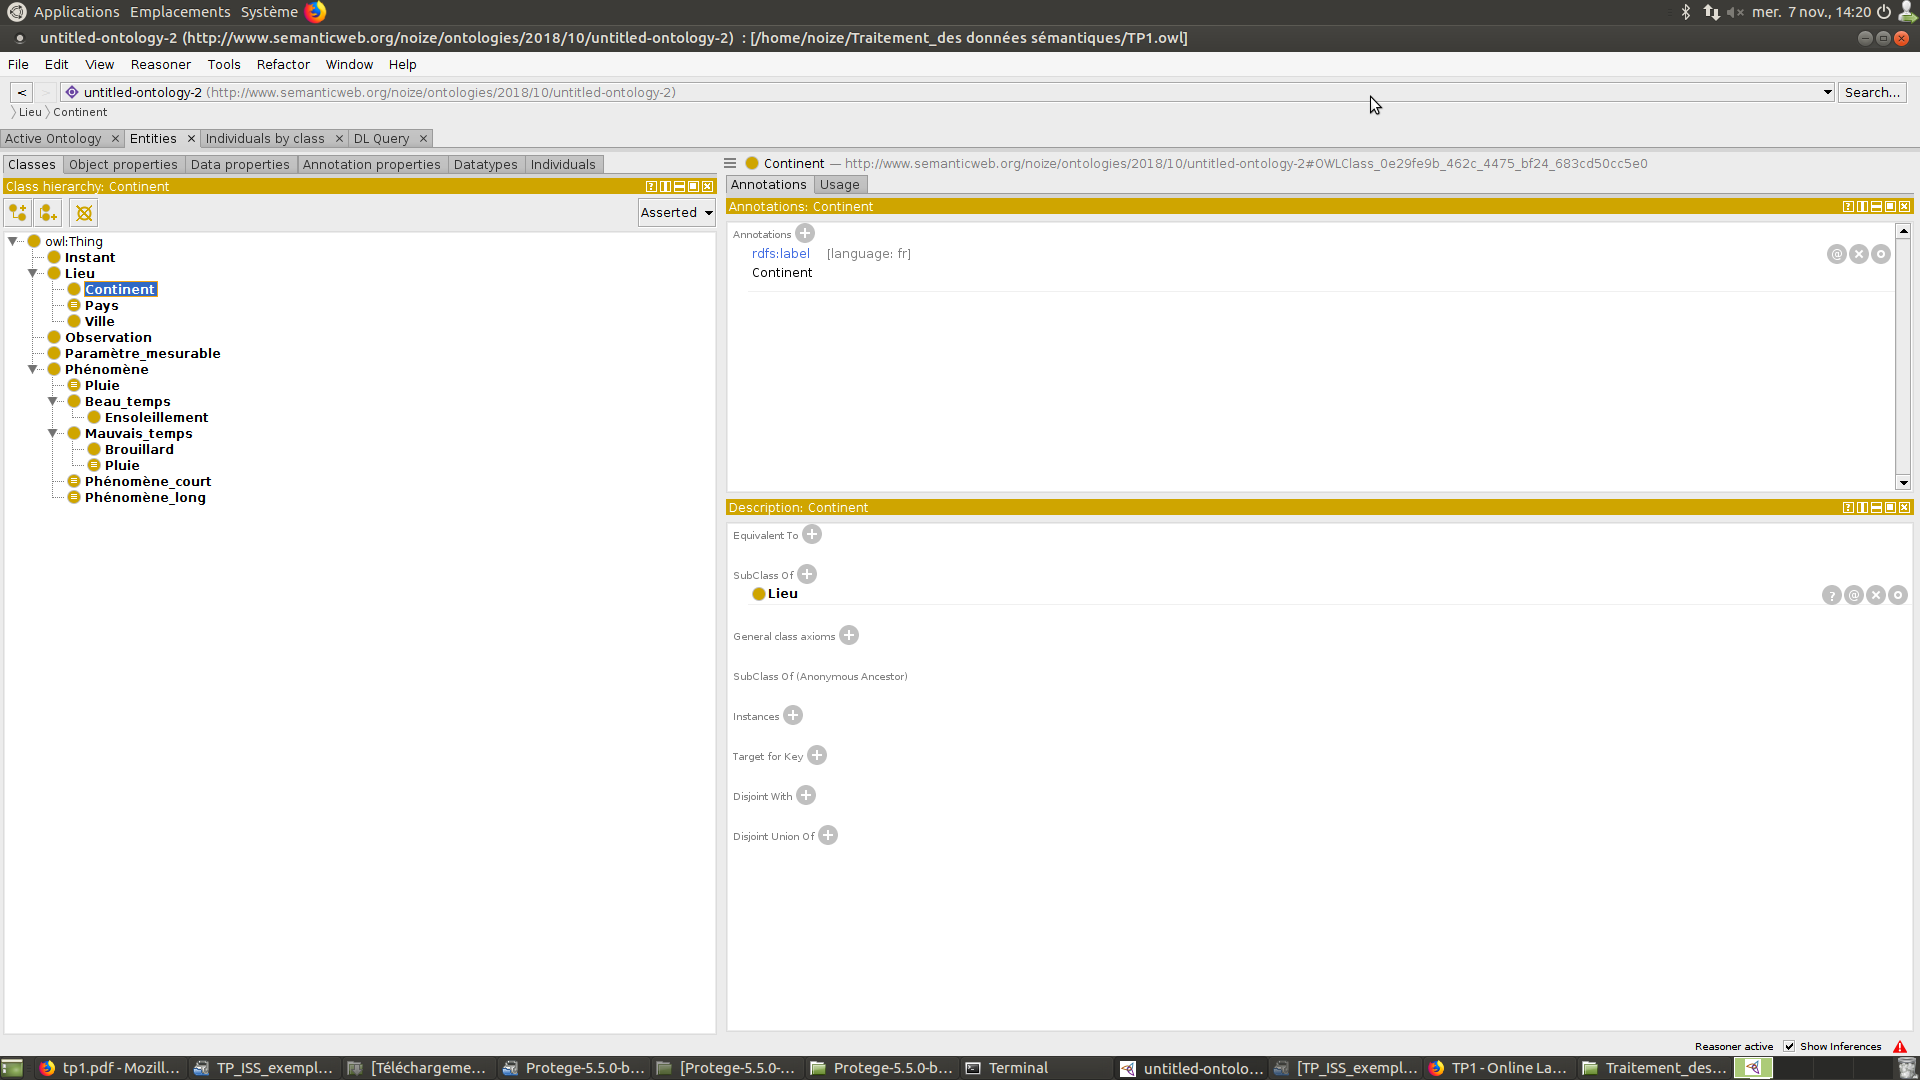 Applications Emplacements Système mer. 7 nov., 14:20
untitled-ontology-2 (http://www.semanticweb.org/noize/ontologies/2018/10/untitled-ontology-2) : [/home/noize/Traitement_des données sémantiques/TP1.owl]
File Edit View Reasoner Tools Refactor Window Help
< > untitled-ontology-2 (http://www.semanticweb.org/noize/ontologies/2018/10/untitled-ontology-2) Search...
Lieu Continent
Active Ontology × Entities × Individuals by class × DL Query ×
Classes Object properties Data properties Annotation properties Datatypes Individuals
Class hierarchy: Continent
Asserted
owl:Thing
Instant
Lieu
Continent
Pays
Ville
Observation
Paramètre_mesurable
Phénomène
Pluie
Beau_temps
Ensoleillement
Mauvais_temps
Brouillard
Pluie
Phénomène_court
Phénomène_long
Continent — http://www.semanticweb.org/noize/ontologies/2018/10/untitled-ontology-2#OWLClass_0e29fe9b_462c_4475_bf24_683cd50cc5e0
Annotations Usage
Annotations: Continent
Annotations
rdfs:label [language: fr]
Continent
Description: Continent
Equivalent To
SubClass Of
Lieu
General class axioms
SubClass Of (Anonymous Ancestor)
Instances
Target for Key
Disjoint With
Disjoint Union Of
Reasoner active Show Inferences
tp1.pdf - Mozill... TP_ISS_exempl... [Téléchargeme... Protege-5.5.0-b... [Protege-5.5.0-... Protege-5.5.0-b... Terminal untitled-ontolo... [TP_ISS_exempl... TP1 - Online La... Traitement_des...